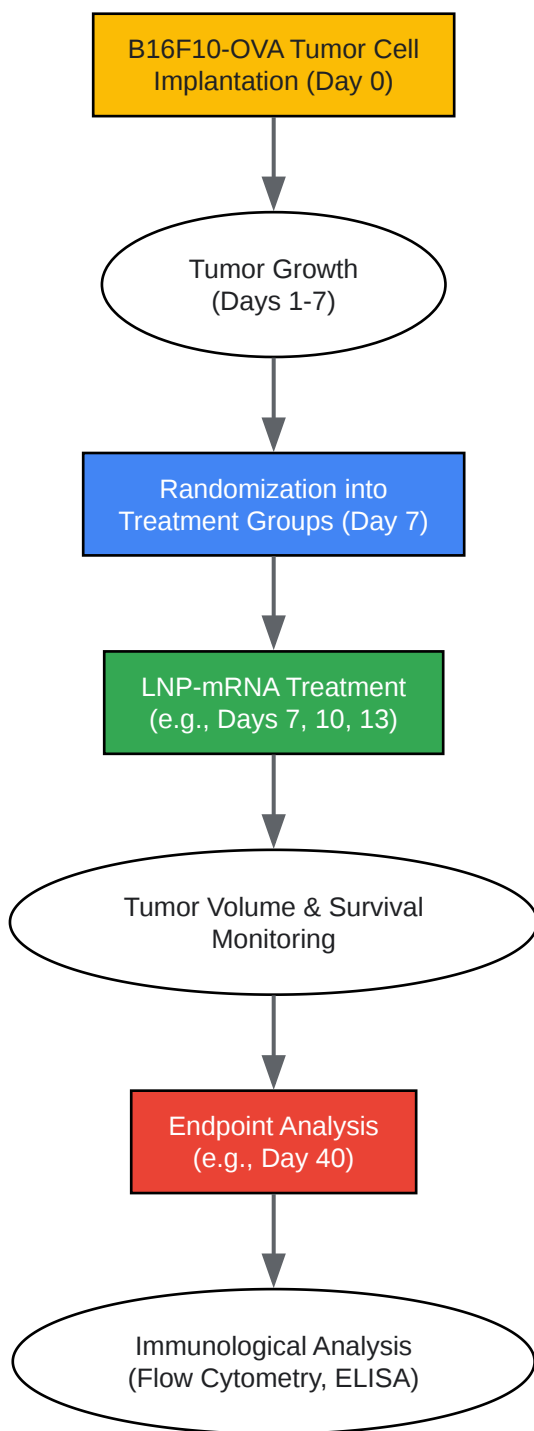 B16F10-OVA Tumor Cell
Implantation (Day 0)
Tumor Growth
(Days 1-7)
Randomization into
Treatment Groups (Day 7)
LNP-mRNA Treatment
(e.g., Days 7, 10, 13)
Tumor Volume & Survival
Monitoring
Endpoint Analysis
(e.g., Day 40)
Immunological Analysis
(Flow Cytometry, ELISA)